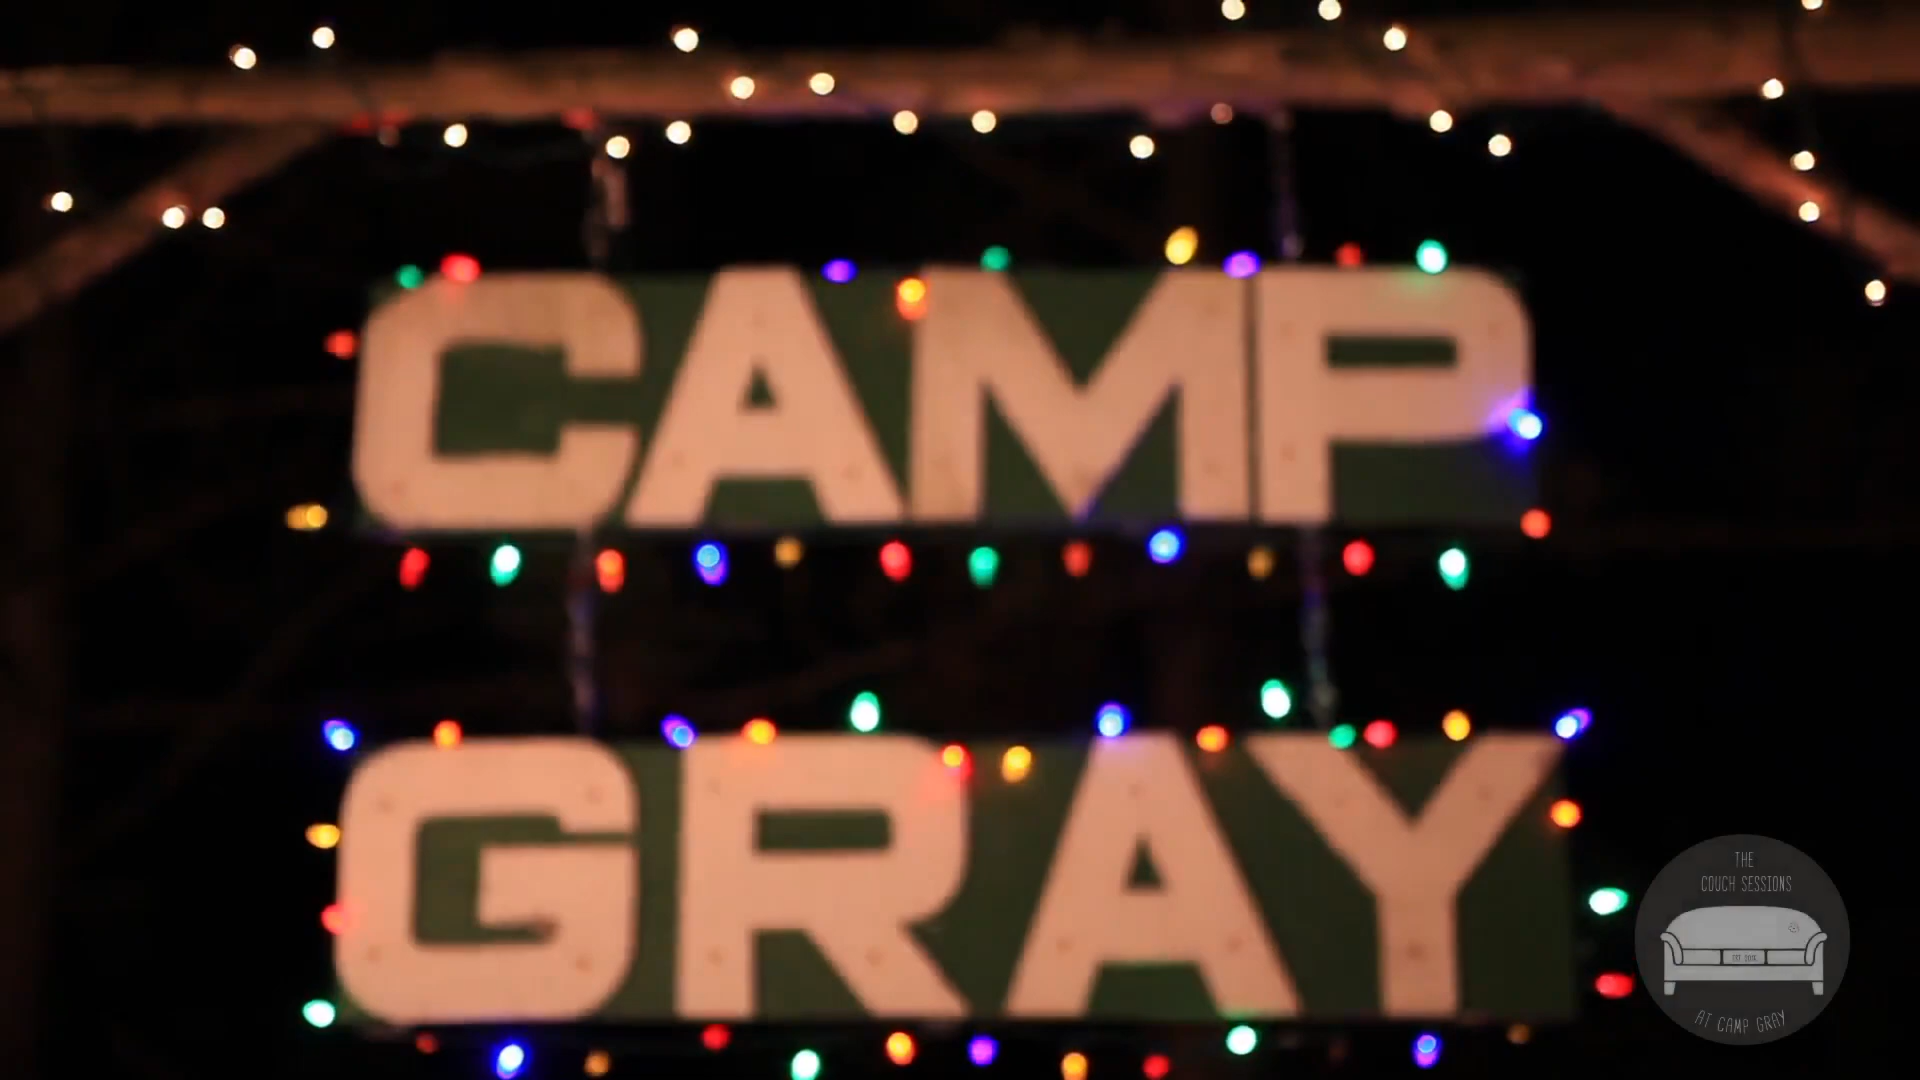 CAMP
GRAY
THE
COUCH SESSIONS
AT CAMP GRAY